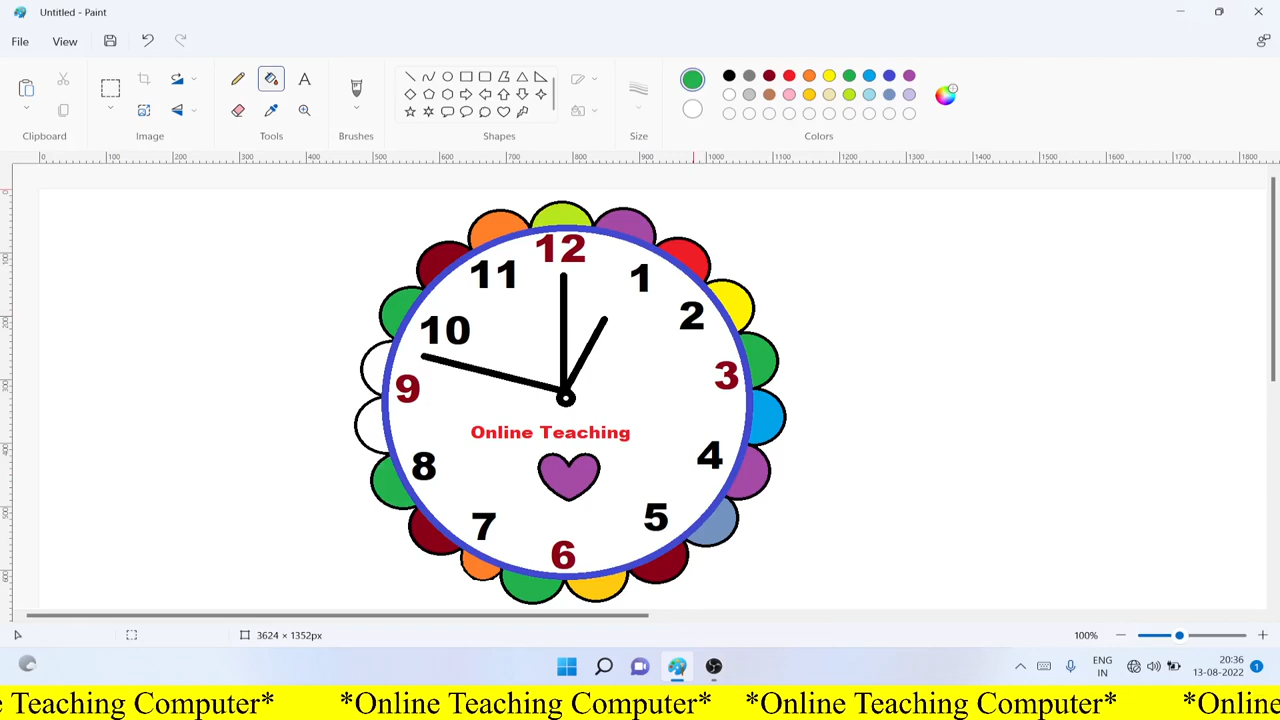 Untitled - Paint
File View
Clipboard Image Tools Brushes Shapes Size Colors
0 100 200 300 400 500 600 700 800 900 1000 1100 1200 1300 1400 1500 1600 1700 1800
12
11 1
10 2
9 3
Online Teaching
8 4
7 5
6
3624 × 1352px
100%
ENG
IN
20:36
13-08-2022
1
e Teaching Computer* *Online Teaching Computer* *Online Teaching Computer* *Online